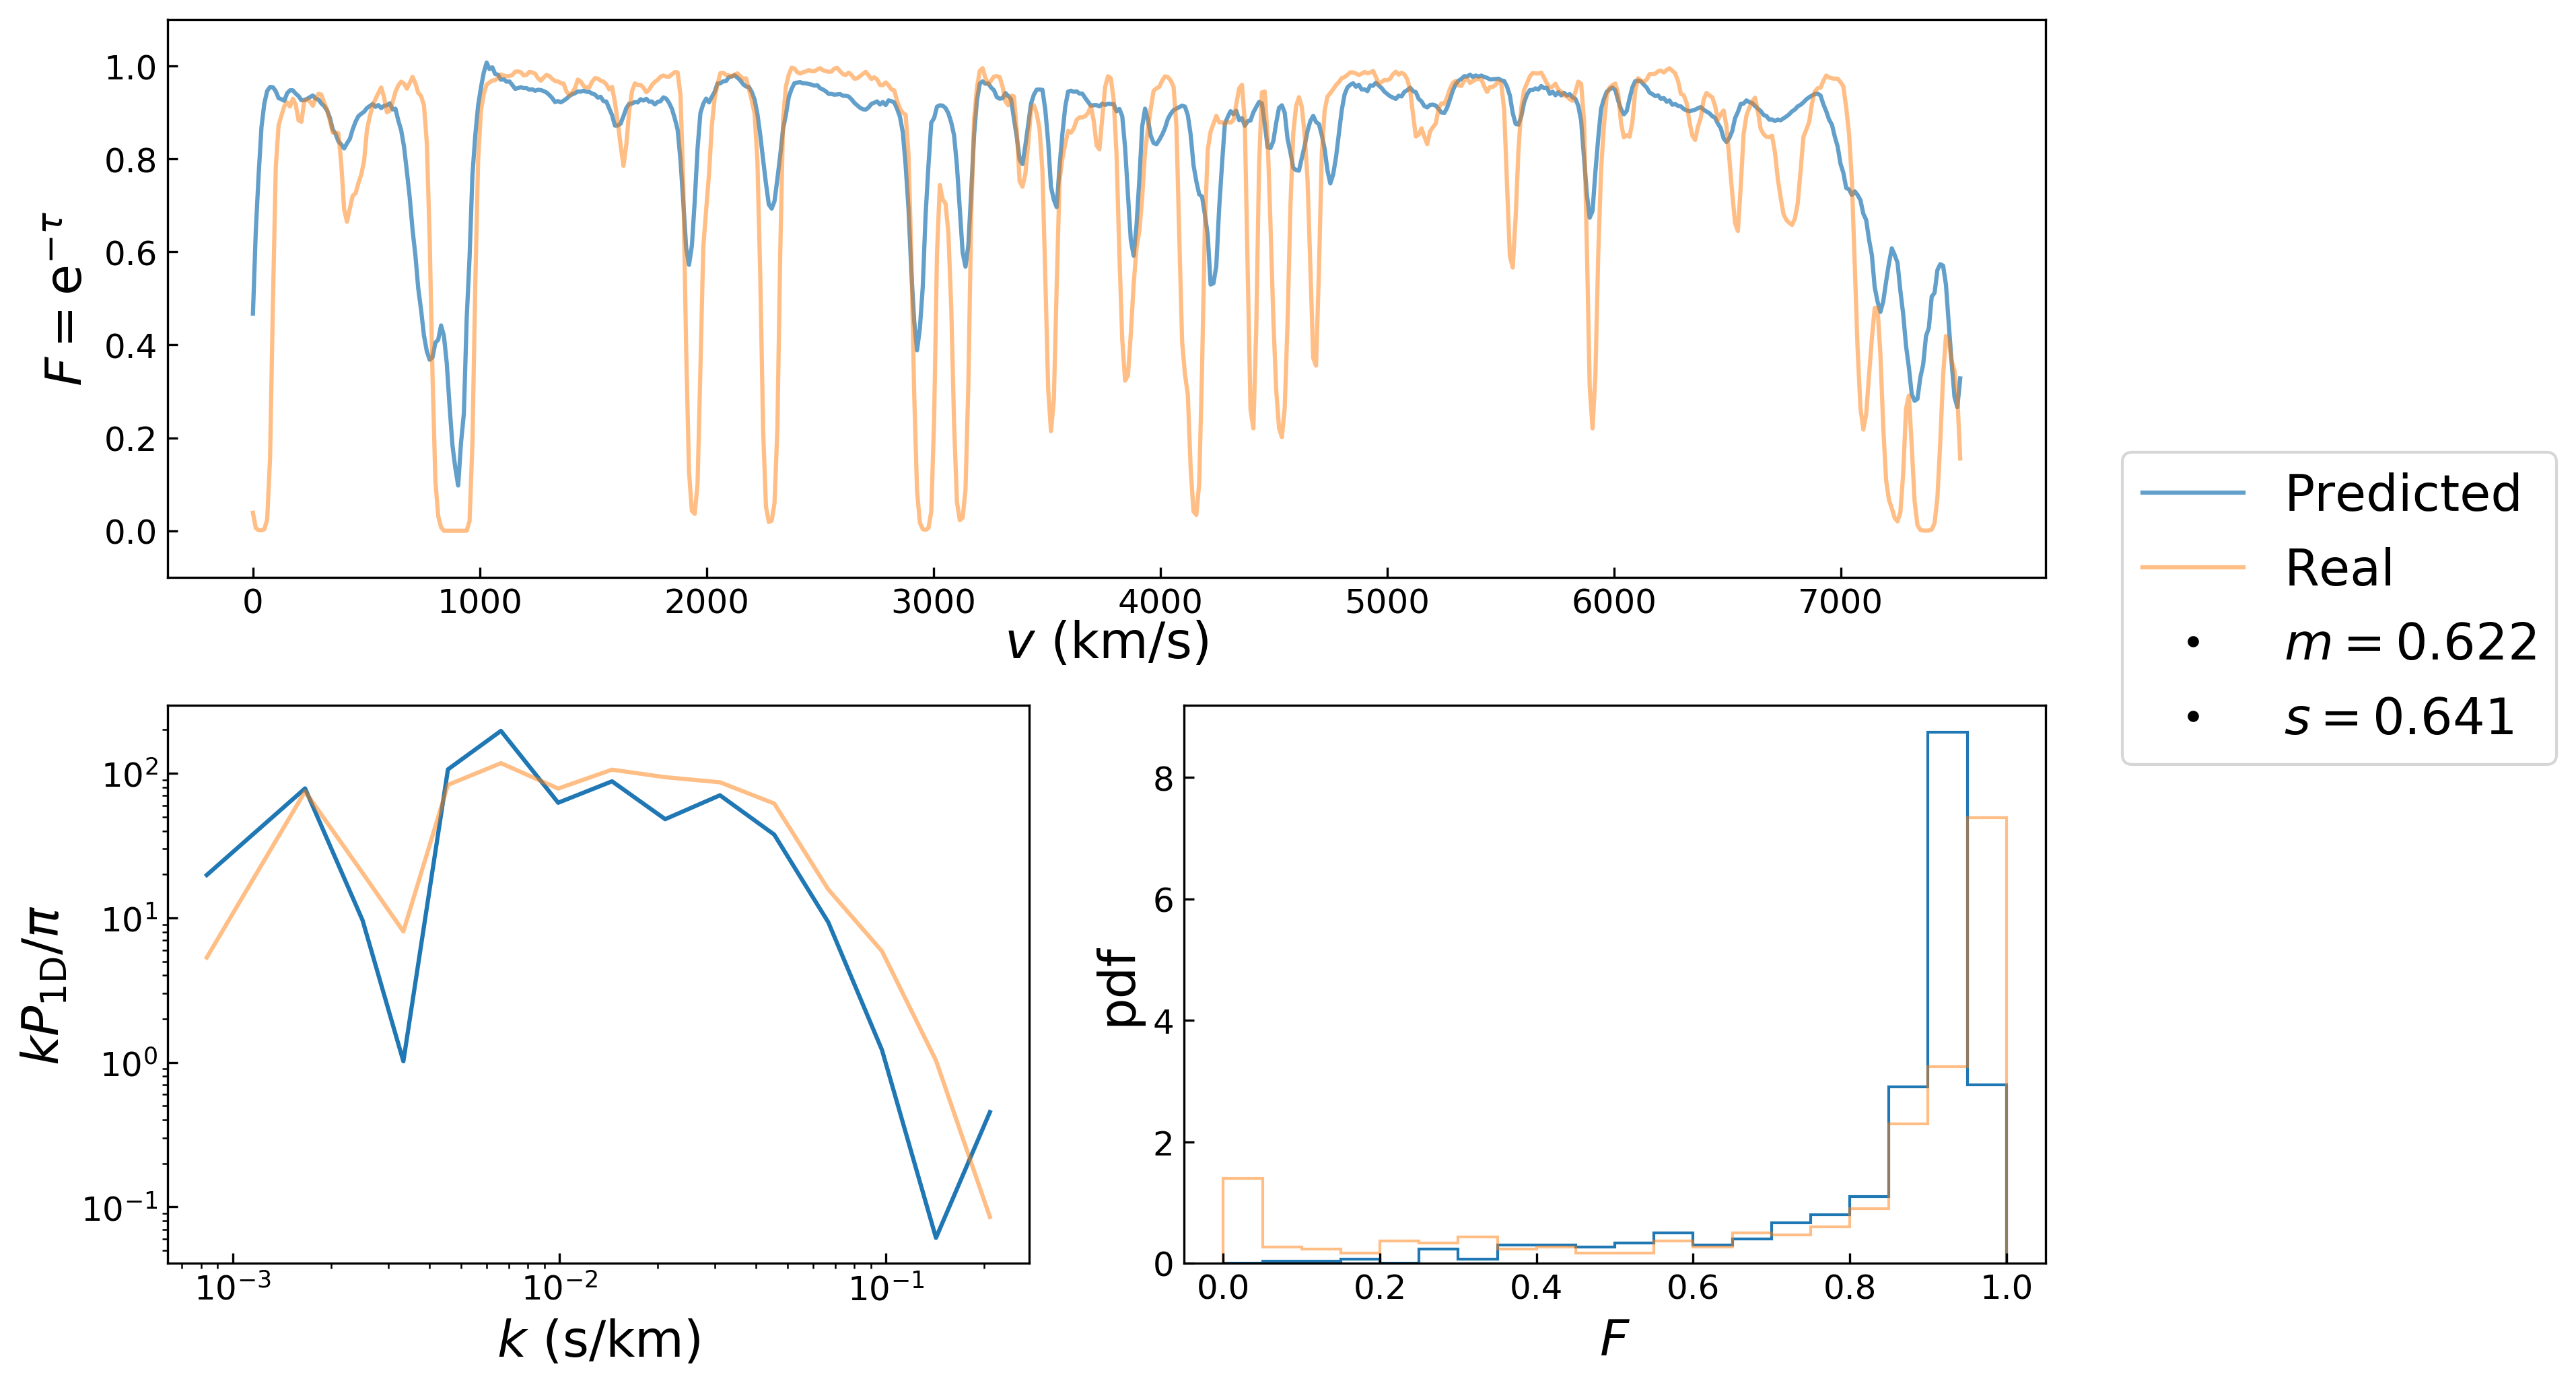 1.0
0.8
0.6
0.4
0.2
0.0
F = e^{-τ}
0 1000 2000 3000 4000 5000 6000 7000
v (km/s)
Predicted
Real
m = 0.622
s = 0.641
10^2
10^1
10^0
10^{-1}
kP_{1D}/π
10^{-3} 10^{-2} 10^{-1}
k (s/km)
8
6
4
2
0
pdf
0.0 0.2 0.4 0.6 0.8 1.0
F